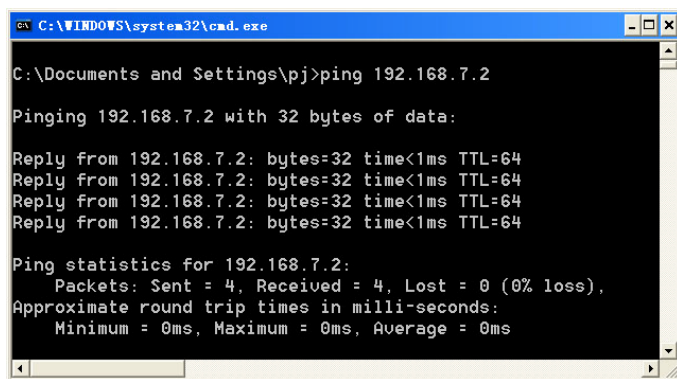 C:\WINDOWS\system32\cmd.exe
C:\Documents and Settings\pj>ping 192.168.7.2
Pinging 192.168.7.2 with 32 bytes of data:
Reply from 192.168.7.2: bytes=32 time<1ms TTL=64
Reply from 192.168.7.2: bytes=32 time<1ms TTL=64
Reply from 192.168.7.2: bytes=32 time<1ms TTL=64
Reply from 192.168.7.2: bytes=32 time<1ms TTL=64
Ping statistics for 192.168.7.2:
    Packets: Sent = 4, Received = 4, Lost = 0 (0% loss),
Approximate round trip times in milli-seconds:
    Minimum = 0ms, Maximum = 0ms, Average = 0ms